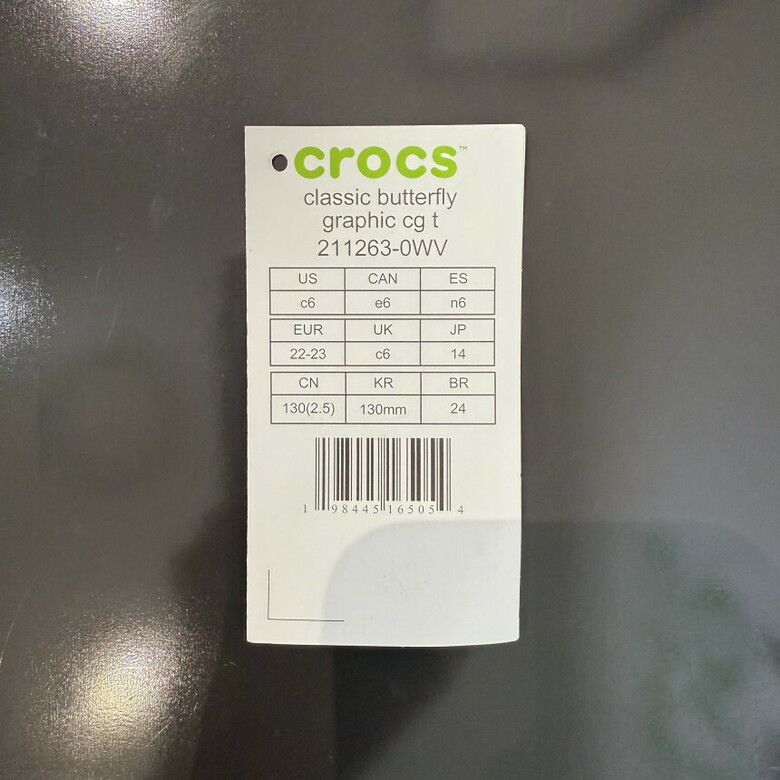 crocs™
classic butterfly
graphic cg t
211263-0WV
US CAN ES
c6 e6 n6
EUR UK JP
22-23 c6 14
CN KR BR
130(2.5) 130mm 24
1 98445 16505 4